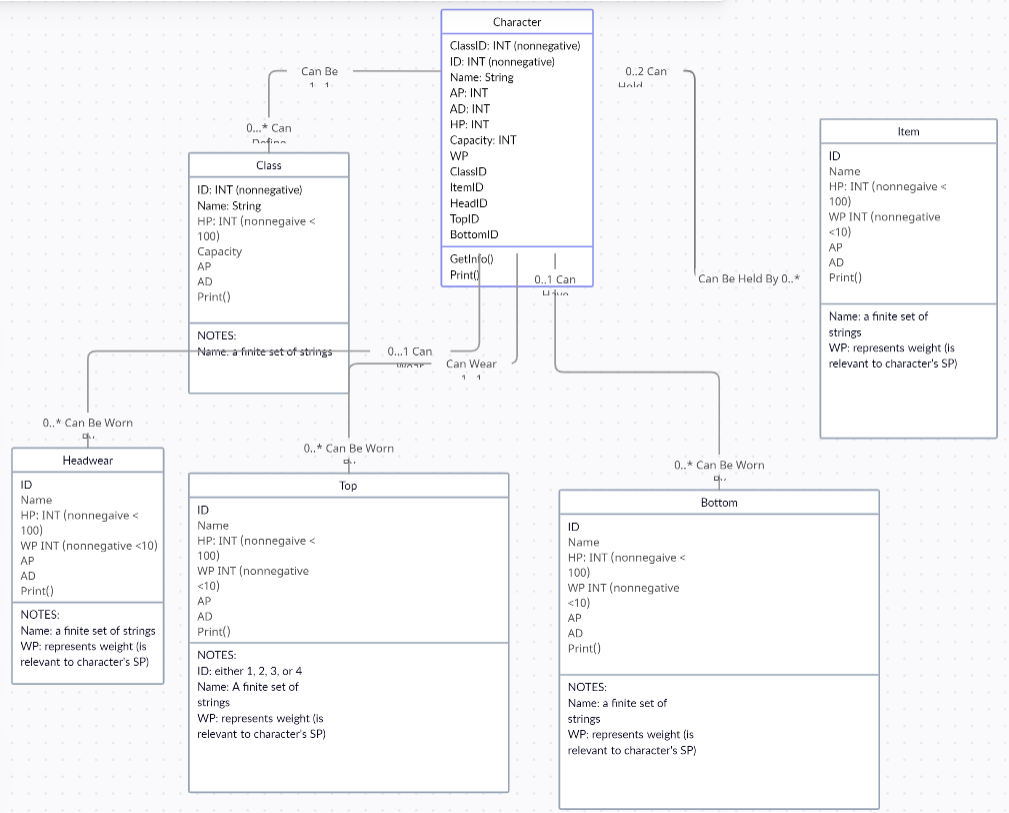 Character
ClassID: INT (nonnegative)
ID: INT (nonnegative)
Name: String
AP: INT
AD: INT
HP: INT
Capacity: INT
WP
ClassID
ItemID
HeadID
TopID
BottomID
GetInfo()
Print()
Can Be
0..2 Can
0...* Can
Class
ID: INT (nonnegative)
Name: String
HP: INT (nonnegaive <
100)
Capacity
AP
AD
Print()
NOTES:
Name: a finite set of strings
Item
ID
Name
HP: INT (nonnegaive <
100)
WP INT (nonnegative
<10)
AP
AD
Print()
Name: a finite set of
strings
WP: represents weight (is
relevant to character's SP)
Can Be Held By 0..*
0..1 Can
0...1 Can
Can Wear
0..* Can Be Worn
Headwear
ID
Name
HP: INT (nonnegaive <
100)
WP INT (nonnegative <10)
AP
AD
Print()
NOTES:
Name: a finite set of strings
WP: represents weight (is
relevant to character's SP)
0..* Can Be Worn
Top
ID
Name
HP: INT (nonnegaive <
100)
WP INT (nonnegative
<10)
AP
AD
Print()
NOTES:
ID: either 1, 2, 3, or 4
Name: A finite set of
strings
WP: represents weight (is
relevant to character's SP)
0..* Can Be Worn
Bottom
ID
Name
HP: INT (nonnegaive <
100)
WP INT (nonnegative
<10)
AP
AD
Print()
NOTES:
Name: a finite set of
strings
WP: represents weight (is
relevant to character's SP)